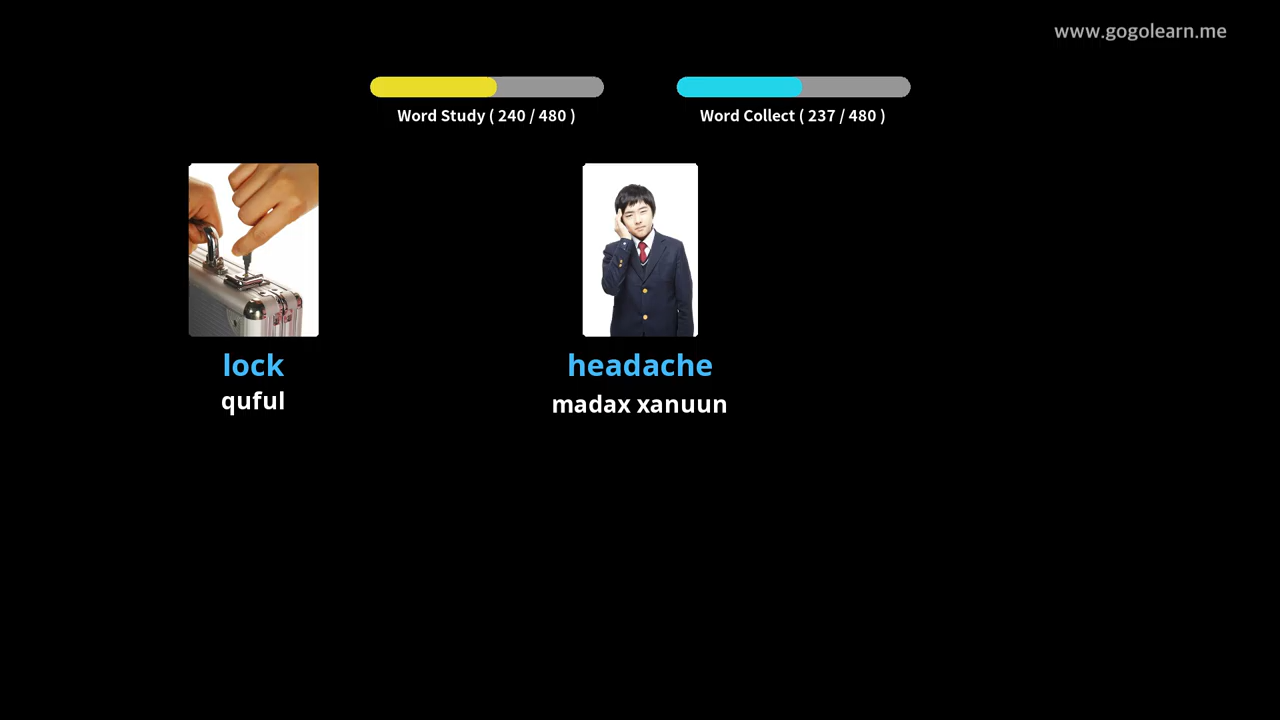 www.gogolearn.me
Word Study ( 240 / 480 )
Word Collect ( 237 / 480 )
lock
quful
headache
madax xanuun